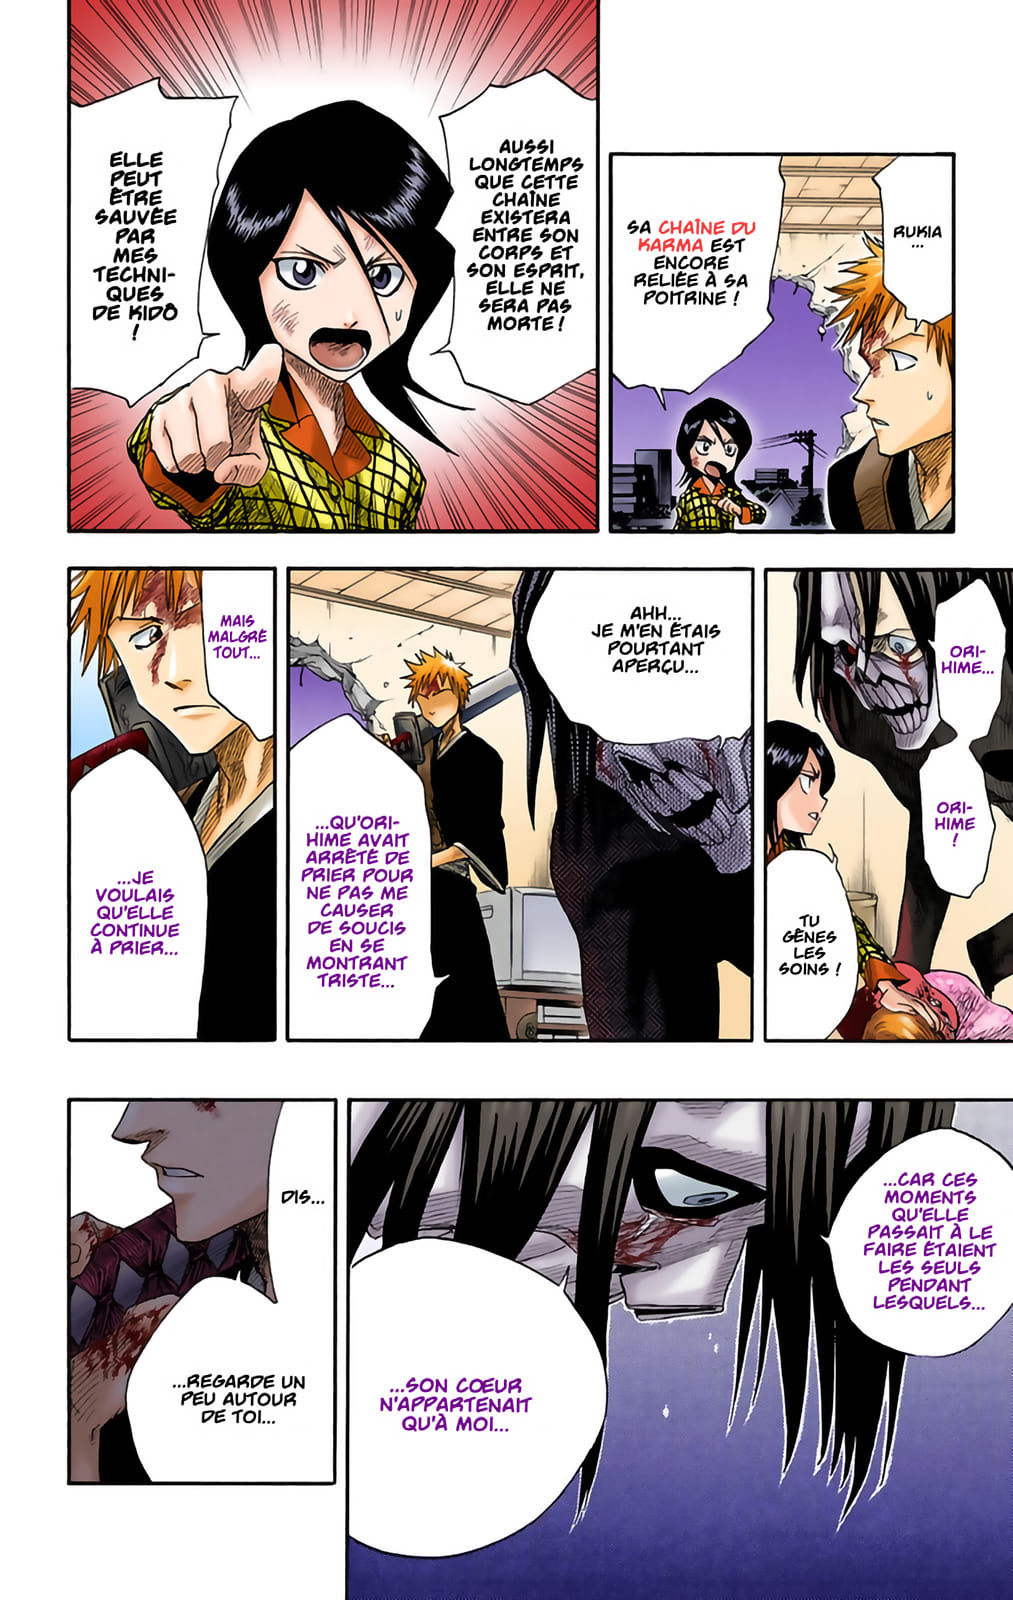 RUKIA
...
SA CHAÎNE DU
KARMA EST
ENCORE
RELIÉE À SA
POITRINE !
AUSSI
LONGTEMPS
QUE CETTE
CHAÎNE
EXISTERA
ENTRE SON
CORPS ET
SON ESPRIT,
ELLE NE
SERA PAS
MORTE !
ELLE
PEUT
ÊTRE
SAUVÉE
PAR
MES
TECHNI-
QUES
DE KIDÔ
!
ORI-
HIME...
ORI-
HIME
!
TU
GÊNES
LES
SOINS !
AHH...
JE M'EN ÉTAIS
POURTANT
APERÇU...
...QU'ORI-
HIME AVAIT
ARRÊTÉ DE
PRIER POUR
NE PAS ME
CAUSER
DE SOUCIS
EN SE
MONTRANT
TRISTE...
MAIS
MALGRÉ
TOUT...
...JE
VOULAIS
QU'ELLE
CONTINUE
À PRIER...
...CAR CES
MOMENTS
QU'ELLE
PASSAIT À LE
FAIRE ÉTAIENT
LES SEULS
PENDANT
LESQUELS...
...SON CŒUR
N'APPARTENAIT
QU'À MOI...
DIS...
...REGARDE UN
PEU AUTOUR
DE TOI...